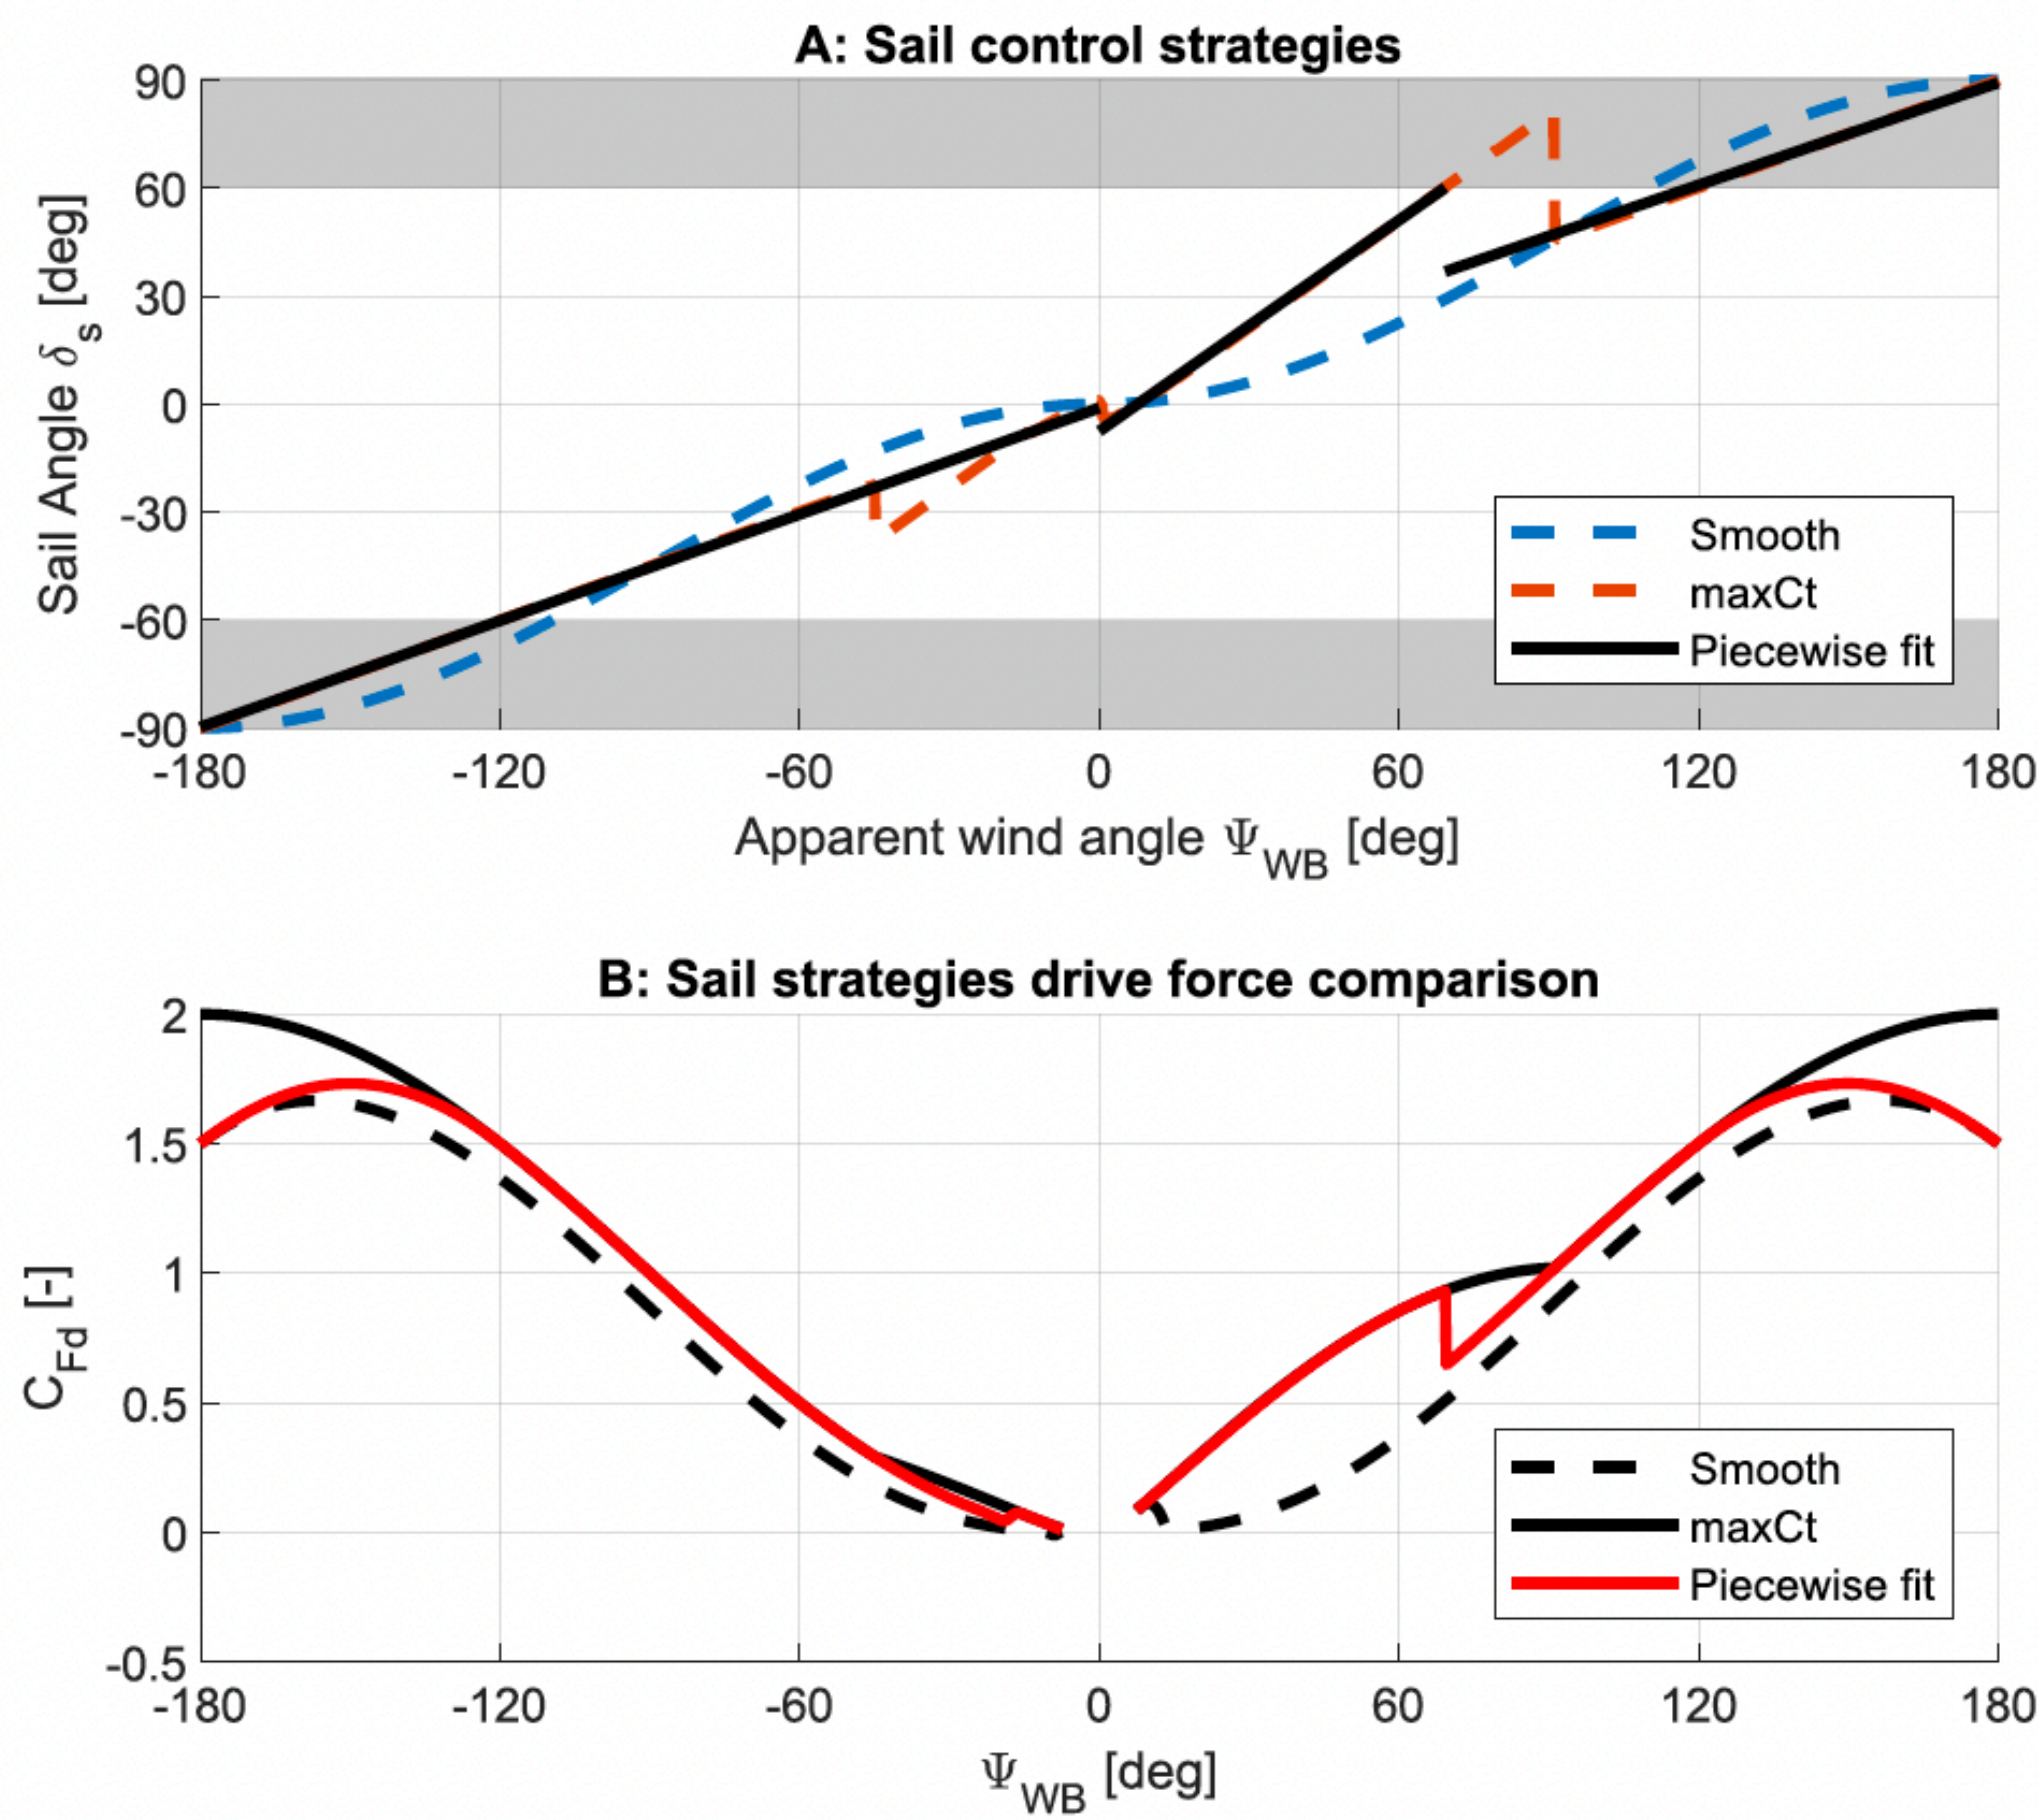 A: Sail control strategies
90
60
30
0
-30
-60
-90
Sail Angle δs [deg]
Smooth
maxCt
Piecewise fit
-180 -120 -60 0 60 120 180
Apparent wind angle ΨWB [deg]
B: Sail strategies drive force comparison
2
1.5
1
0.5
0
-0.5
CFd [-]
Smooth
maxCt
Piecewise fit
-180 -120 -60 0 60 120 180
ΨWB [deg]